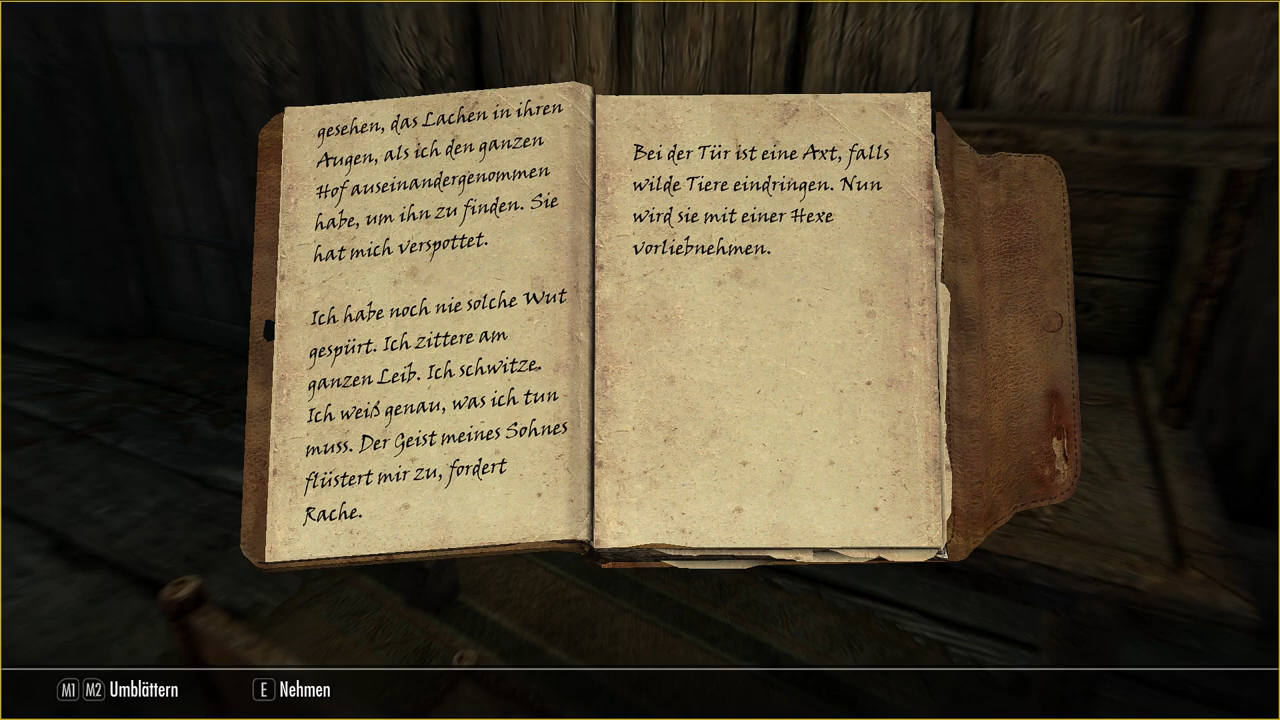 gesehen, das Lachen in ihren
Augen, als ich den ganzen
Hof auseinandergenommen
habe, um ihn zu finden. Sie
hat mich verspottet.
Ich habe noch nie solche Wut
gespürt. Ich zittere am
ganzen Leib. Ich schwitze.
Ich weiß genau, was ich tun
muss. Der Geist meines Sohnes
flüstert mir zu, fordert
Rache.
Bei der Tür ist eine Axt, falls
wilde Tiere eindringen. Nun
wird sie mit einer Hexe
vorliebnehmen.
M1 M2 Umblättern
E Nehmen